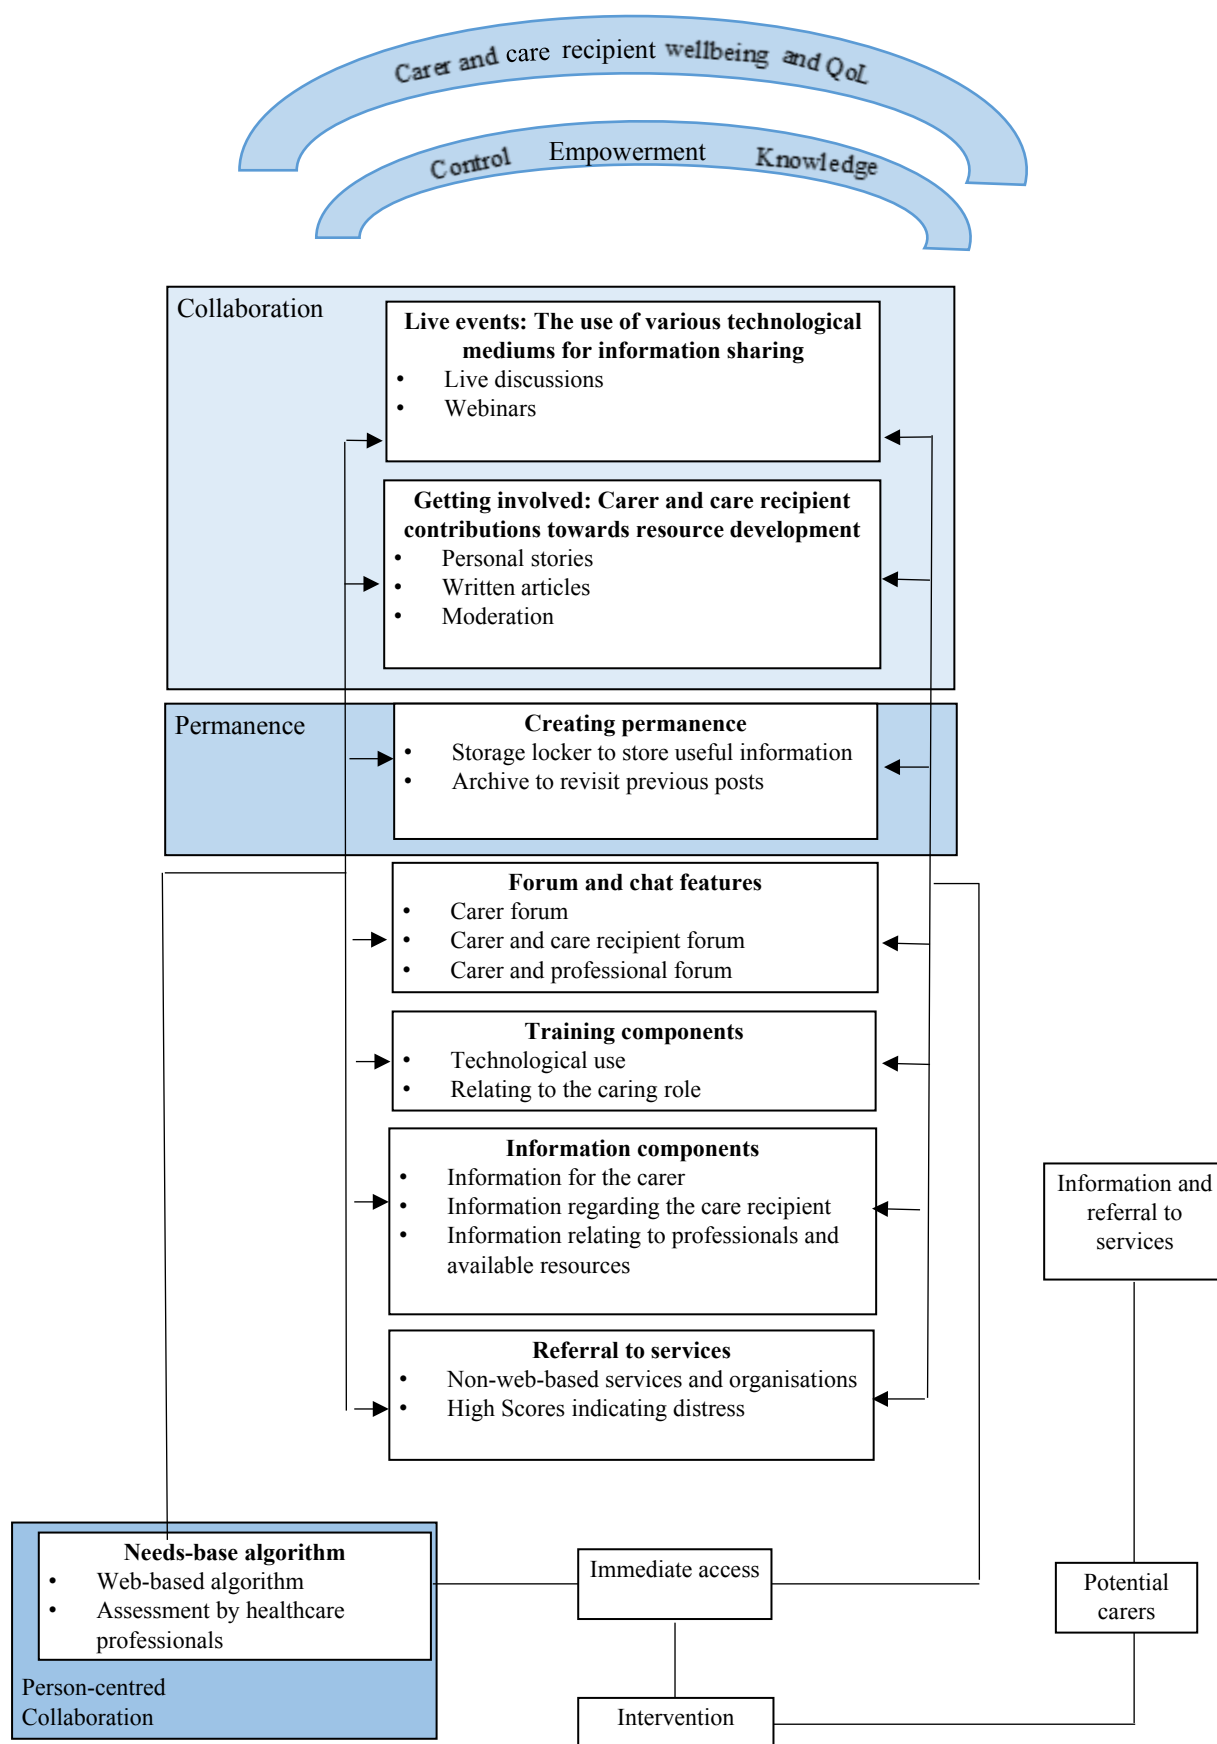 Carer and care recipient wellbeing and QoL
Control Empowerment Knowledge
Collaboration
Live events: The use of various technological
mediums for information sharing
• Live discussions
• Webinars
Getting involved: Carer and care recipient
contributions towards resource development
• Personal stories
• Written articles
• Moderation
Permanence
Creating permanence
• Storage locker to store useful information
• Archive to revisit previous posts
Forum and chat features
• Carer forum
• Carer and care recipient forum
• Carer and professional forum
Training components
• Technological use
• Relating to the caring role
Information components
• Information for the carer
• Information regarding the care recipient
• Information relating to professionals and
available resources
Information and
referral to
services
Referral to services
• Non-web-based services and organisations
• High Scores indicating distress
Needs-base algorithm
• Web-based algorithm
• Assessment by healthcare
professionals
Person-centred
Collaboration
Immediate access
Potential
carers
Intervention